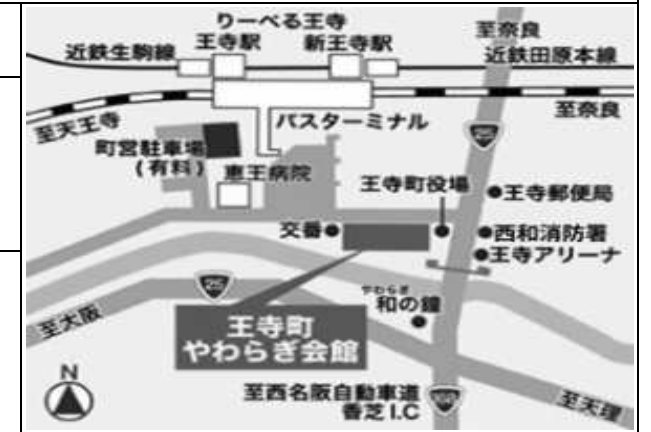 りーべる王寺
至奈良
近鉄生駒線
王寺駅
新王寺駅
近鉄田原本線
至天王寺
バスターミナル
至奈良
25
町営駐車場
(有料)
恵王病院
王寺町役場
王寺郵便局
交番
西和消防署
王寺アリーナ
25
やわらぎ
和の鐘
至大阪
王寺町
やわらぎ会館
N
至西名阪自動車道
香芝I.C
168
至天理